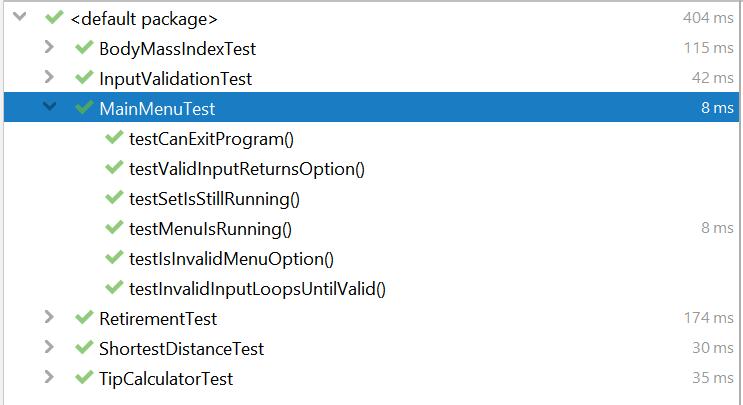 <default package> 404 ms
BodyMassIndexTest 115 ms
InputValidationTest 42 ms
MainMenuTest 8 ms
testCanExitProgram()
testValidInputReturnsOption()
testSetIsStillRunning()
testMenuIsRunning() 8 ms
testIsInvalidMenuOption()
testInvalidInputLoopsUntilValid()
RetirementTest 174 ms
ShortestDistanceTest 30 ms
TipCalculatorTest 35 ms